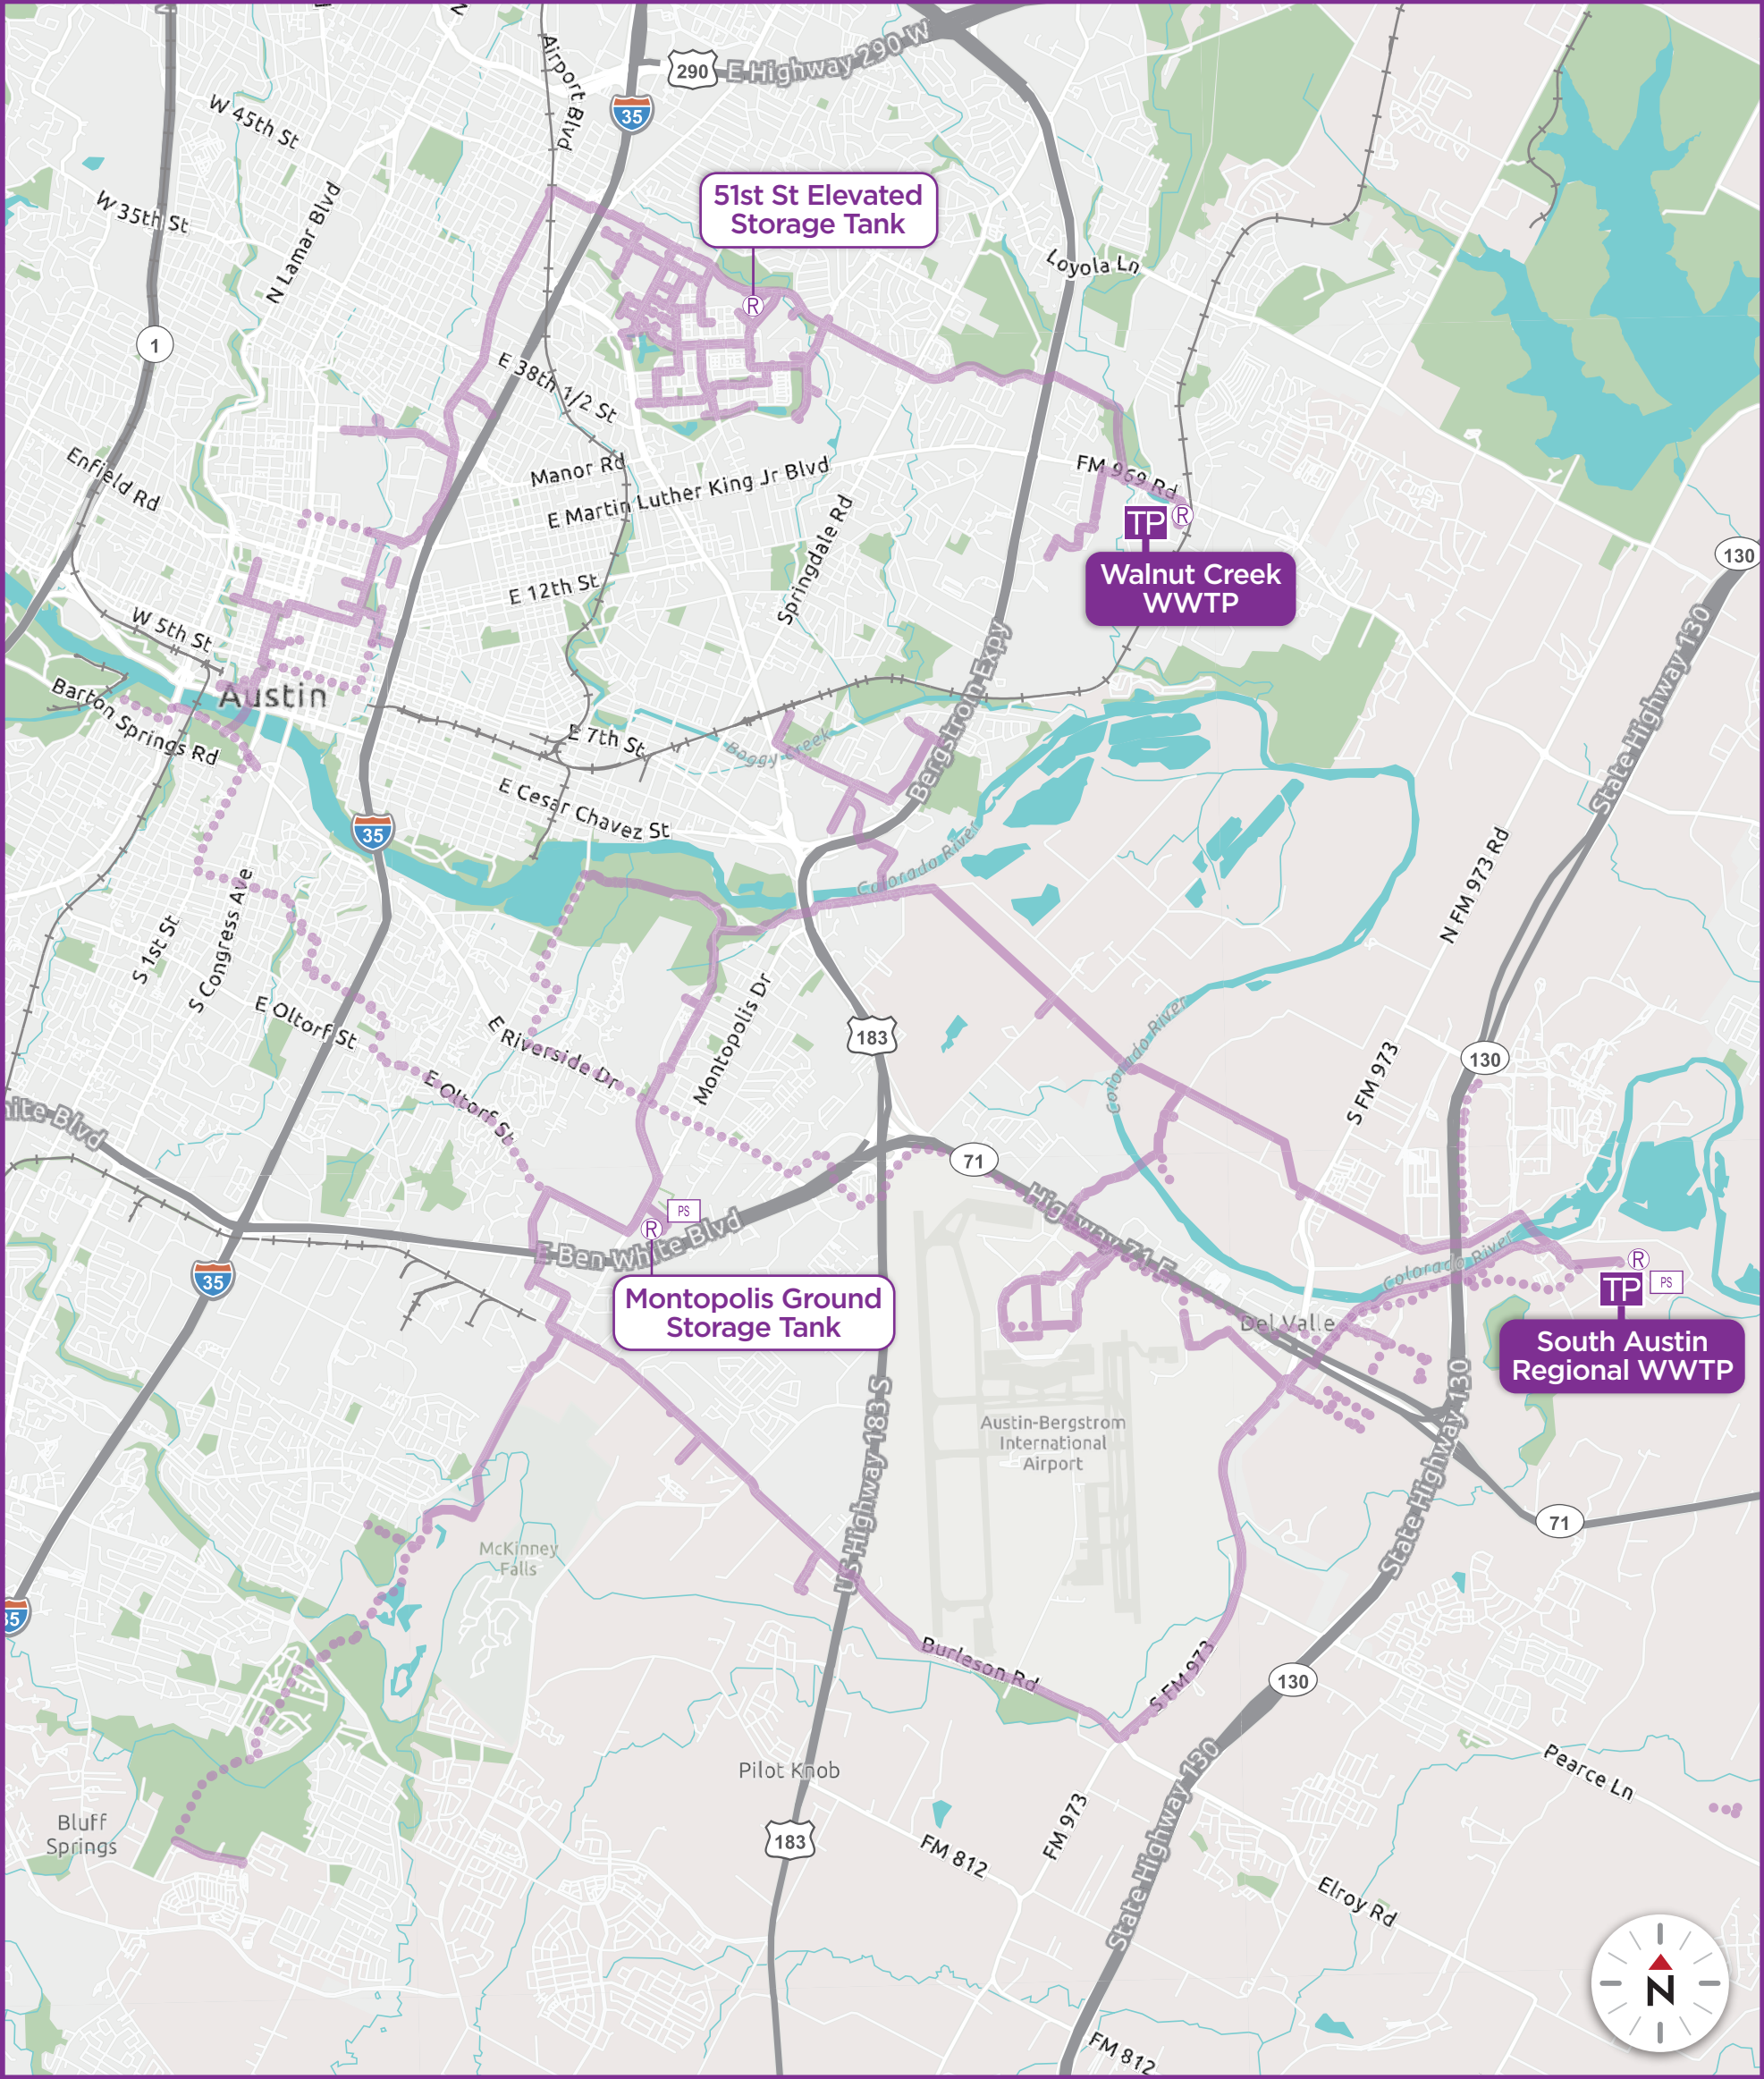 290
E Highway 290 W
Airport Blvd
35
W 45th St
W 35th St
N Lamar Blvd
51st St Elevated
Storage Tank
R
Loyola Ln
1
E 38th 1/2 St
Enfield Rd
Manor Rd
E Martin Luther King Jr Blvd
FM 969 Rd
TP
R
Walnut Creek
WWTP
Springdale Rd
130
E 12th St
W 5th St
Austin
Barton Springs Rd
Bergstrom Expy
State Highway 130
E 7th St
Boggy Creek
E Cesar Chavez St
35
Colorado River
N FM 973 Rd
S 1st St
S Congress Ave
E Oltorf St
E Riverside Dr
Montopolis Dr
183
Colorado River
130
S FM 973
E Oltorf St
hite Blvd
71
Highway 71 E
PS
R
E Ben White Blvd
35
Montopolis Ground
Storage Tank
Colorado River
R
TP
PS
South Austin
Regional WWTP
Del Valle
Austin-Bergstrom
International
Airport
US Highway 183 S
State Highway 130
71
McKinney
Falls
35
Burleson Rd
S FM 973
130
Pilot Knob
Pearce Ln
Bluff
Springs
183
FM 812
FM 973
State Highway 130
Elroy Rd
N
FM 812